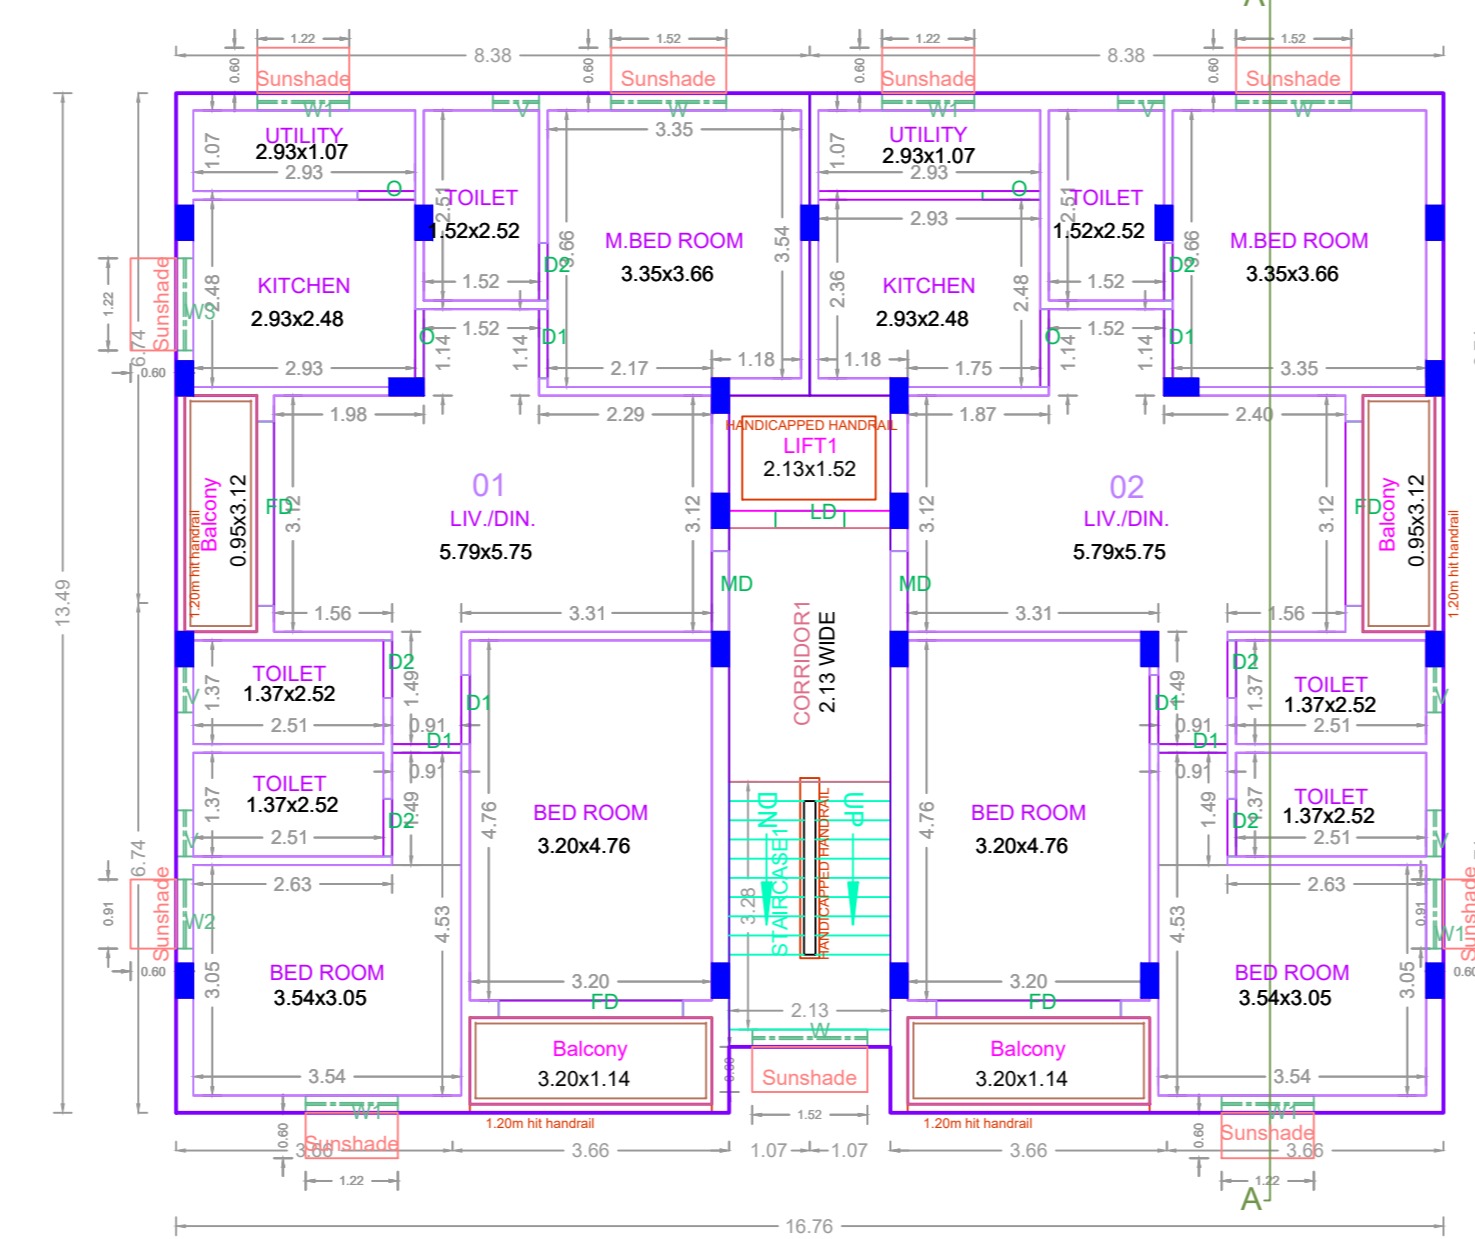 A
1.22
1.52
1.22
1.52
8.38
8.38
0.60
0.60
0.60
0.60
Sunshade
Sunshade
Sunshade
Sunshade
W1
V
W
W1
V
W
UTILITY
2.93x1.07
2.93
1.07
3.35
UTILITY
2.93x1.07
2.93
1.07
O
TOILET
1.52x2.52
2.51
O
TOILET
1.52x2.52
2.51
1.52
1.52
M.BED ROOM
3.35x3.66
3.66
3.54
M.BED ROOM
3.35x3.66
3.66
2.93
KITCHEN
2.93x2.48
2.48
KITCHEN
2.93x2.48
2.36
2.48
D2
D2
Sunshade
1.22
W3
6.74
0.60
O
1.52
D1
O
1.52
D1
1.14
1.14
1.14
1.14
2.93
2.17
1.18
1.18
1.75
3.35
1.98
2.29
1.87
2.40
HANDICAPPED HANDRAIL
LIFT1
2.13x1.52
LD
01
LIV./DIN.
5.79x5.75
02
LIV./DIN.
5.79x5.75
Balcony
0.95x3.12
1.20m hit handrail
FD
3.12
3.12
3.12
3.12
FD
Balcony
0.95x3.12
1.20m hit handrail
MD
MD
13.49
1.56
3.31
3.31
1.56
CORRIDOR1
2.13 WIDE
TOILET
1.37x2.52
1.37
2.51
D2
1.49
D1
0.91
D1
TOILET
1.37x2.52
1.37
2.51
D2
1.49
D1
0.91
D1
V
V
TOILET
1.37x2.52
1.37
2.51
D2
0.91
1.49
TOILET
1.37x2.52
1.37
2.51
D2
0.91
1.49
V
V
BED ROOM
3.20x4.76
4.76
BED ROOM
3.20x4.76
4.76
DN
UP
STAIRCASE1
HANDICAPPED HANDRAIL
3.28
6.74
2.63
2.63
Sunshade
0.91
W2
0.60
4.53
3.05
BED ROOM
3.54x3.05
4.53
3.05
BED ROOM
3.54x3.05
0.91
W1
Sunshade
3.20
FD
3.20
FD
2.13
W
Balcony
3.20x1.14
Balcony
3.20x1.14
Sunshade
3.54
3.54
W1
W1
1.52
1.20m hit handrail
1.20m hit handrail
Sunshade
Sunshade
0.60
0.60
3.66
3.66
1.07
1.07
3.66
3.66
1.22
1.22
A
16.76